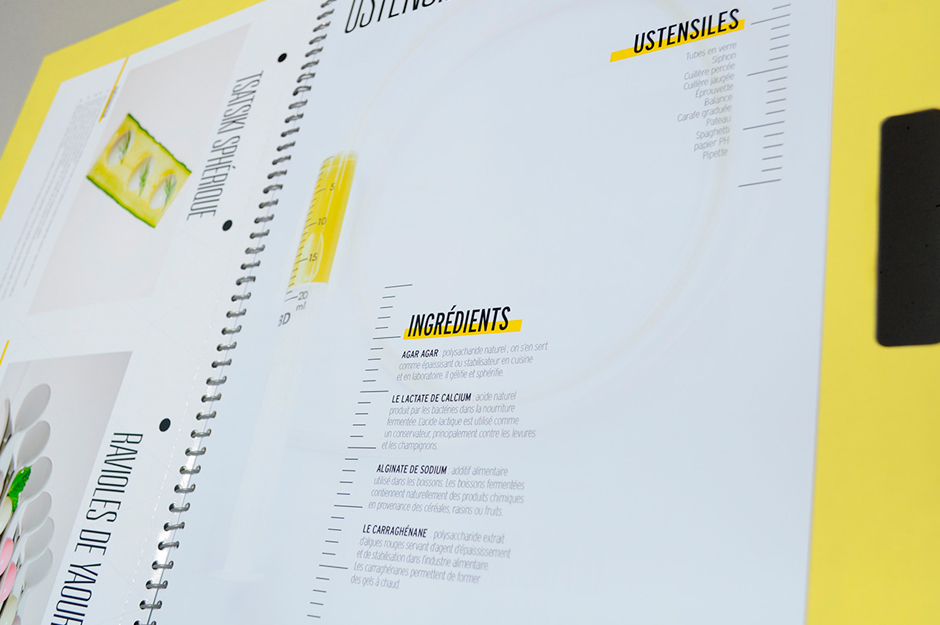 TSATSIKI SPHÉRIQUE
RAVIOLES DE YAOUR
USTENSI
5
10
15
20
ml
USTENSILES
Tubes en verre
Siphon
Cuillère percée
Cuillère jaugée
Éprouvette
Balance
Carafe graduée
Spaghetti
papier PH
Pipette
INGRÉDIENTS
AGAR AGAR : polysacharide naturel, on s'en sert
comme épaississant ou stabilisateur en cuisine
et en laboratoire. Il gélifie et sphérifie.
LE LACTATE DE CALCIUM : acide naturel
produit par les bactéries dans la nourriture
fermentée. L'acide lactique est utilisé comme
un conservateur, principalement contre les levures
et les champignons.
ALGINATE DE SODIUM : additif alimentaire
utilisé dans les boissons. Les boissons fermentées
contiennent naturellement des produits chimiques
en provenance des céréales, raisins ou fruits.
LE CARRAGHÉNANE : polysaccharide extrait
d'algues rouges servant d'agent d'épaississement
et de stabilisation dans l'industrie alimentaire.
Les carraghénanes permettent de former
des gels à chaud.